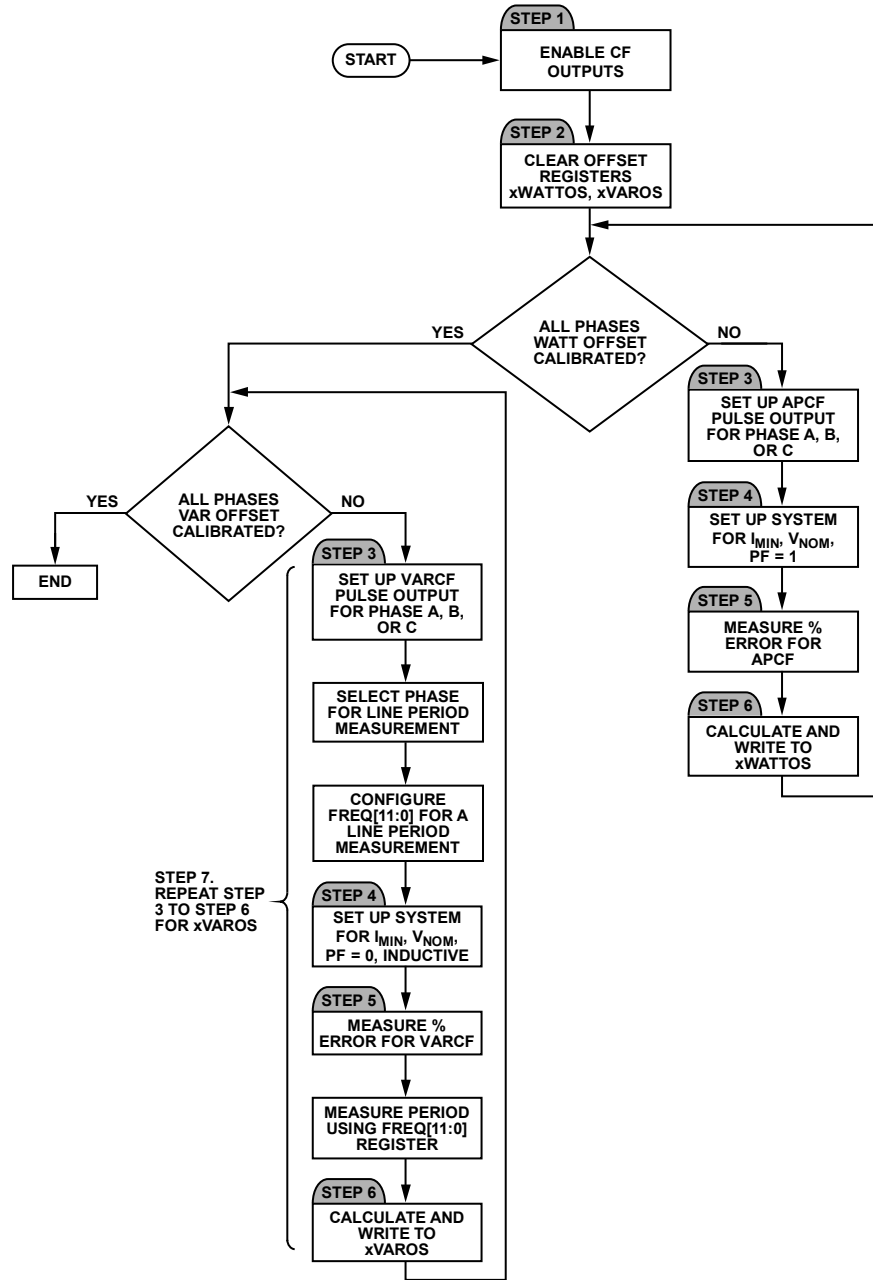 STEP 1
START
ENABLE CF
OUTPUTS
STEP 2
CLEAR OFFSET
REGISTERS
xWATTOS, xVAROS
YES
ALL PHASES
WATT OFFSET
CALIBRATED?
NO
STEP 3
SET UP APCF
PULSE OUTPUT
FOR PHASE A, B,
OR C
STEP 4
SET UP SYSTEM
FOR IMIN, VNOM,
PF = 1
STEP 5
MEASURE %
ERROR FOR
APCF
STEP 6
CALCULATE AND
WRITE TO
xWATTOS
YES
ALL PHASES
VAR OFFSET
CALIBRATED?
NO
END
STEP 3
SET UP VARCF
PULSE OUTPUT
FOR PHASE A, B,
OR C
SELECT PHASE
FOR LINE PERIOD
MEASUREMENT
CONFIGURE
FREQ[11:0] FOR A
LINE PERIOD
MEASUREMENT
STEP 7.
REPEAT STEP
3 TO STEP 6
FOR xVAROS
STEP 4
SET UP SYSTEM
FOR IMIN, VNOM,
PF = 0, INDUCTIVE
STEP 5
MEASURE %
ERROR FOR VARCF
MEASURE PERIOD
USING FREQ[11:0]
REGISTER
STEP 6
CALCULATE AND
WRITE TO
xVAROS